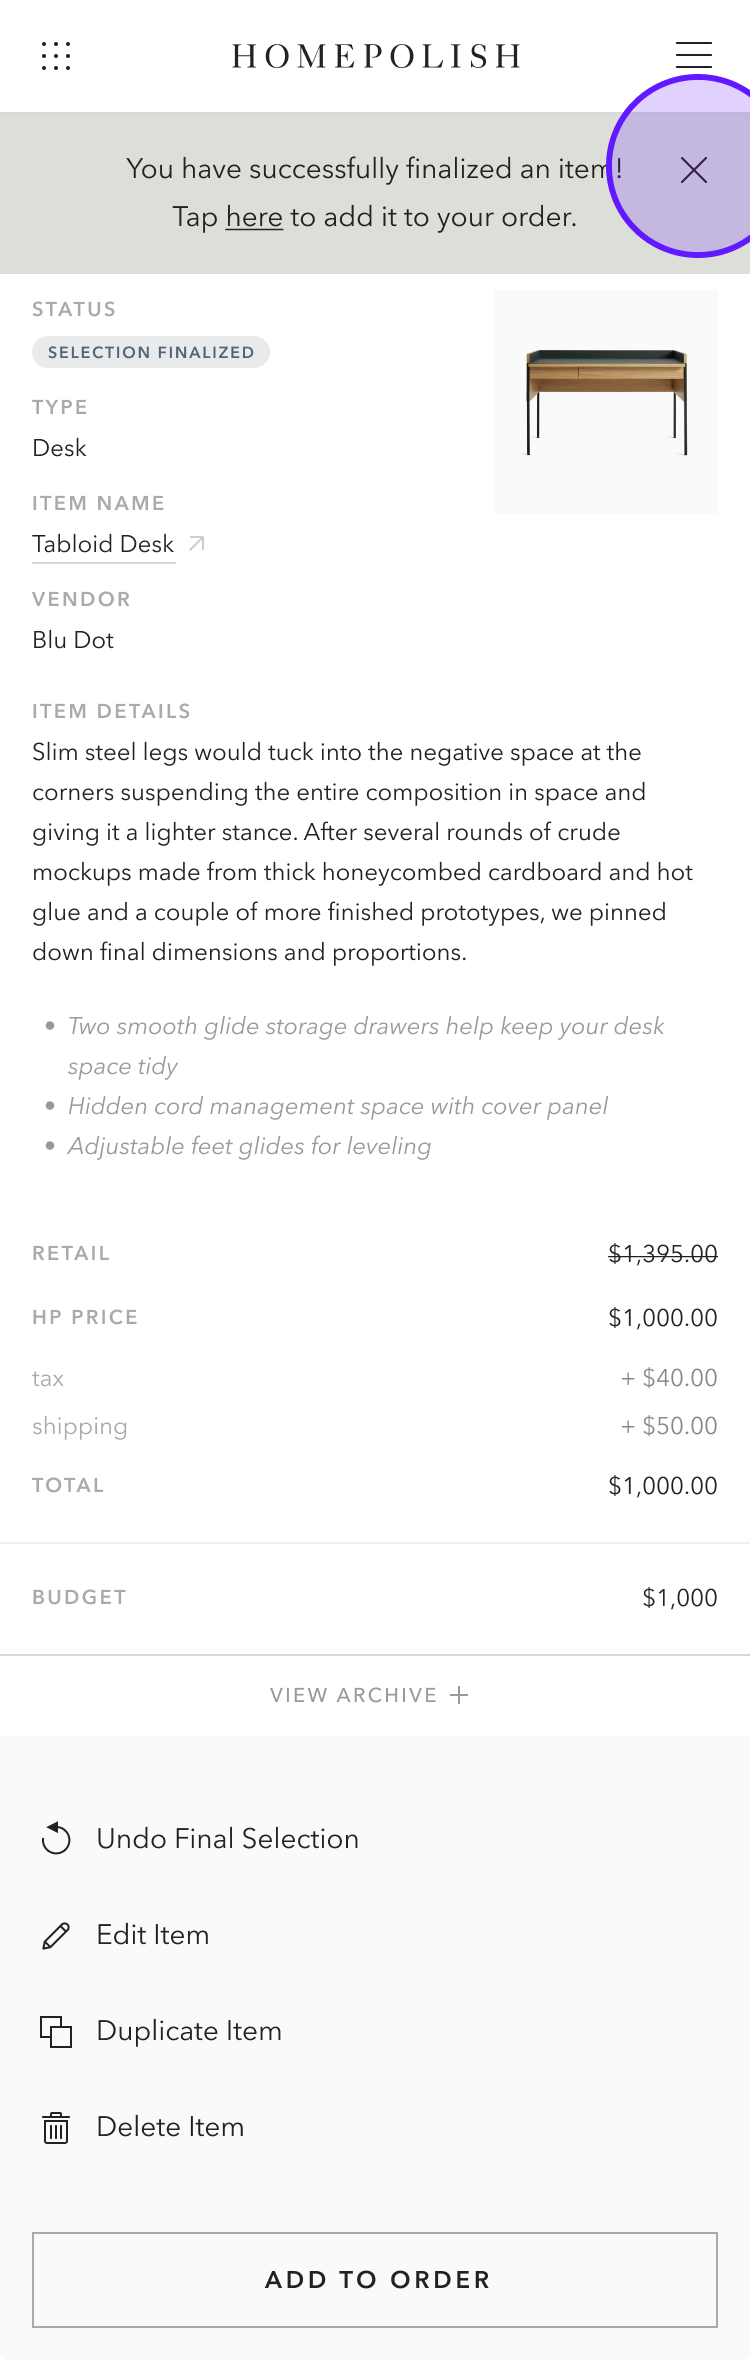 HOMEPOLISH
You have successfully finalized an item!
Tap here to add it to your order.
STATUS
SELECTION FINALIZED
TYPE
Desk
ITEM NAME
Tabloid Desk
VENDOR
Blu Dot
ITEM DETAILS
Slim steel legs would tuck into the negative space at the
corners suspending the entire composition in space and
giving it a lighter stance. After several rounds of crude
mockups made from thick honeycombed cardboard and hot
glue and a couple of more finished prototypes, we pinned
down final dimensions and proportions.
• Two smooth glide storage drawers help keep your desk
space tidy
• Hidden cord management space with cover panel
• Adjustable feet glides for leveling
RETAIL $1,395.00
HP PRICE $1,000.00
tax + $40.00
shipping + $50.00
TOTAL $1,000.00
BUDGET $1,000
VIEW ARCHIVE +
Undo Final Selection
Edit Item
Duplicate Item
Delete Item
ADD TO ORDER